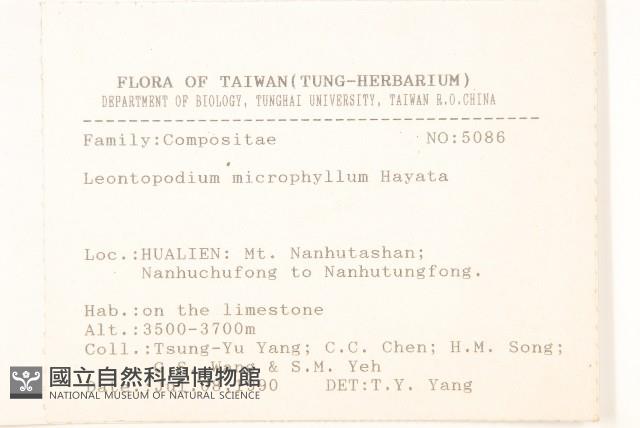 FLORA OF TAIWAN(TUNG-HERBARIUM)
DEPARTMENT OF BIOLOGY, TUNGHAI UNIVERSITY, TAIWAN R.O.CHINA
Family:Compositae NO:5086
Leontopodium microphyllum Hayata
Loc.:HUALIEN: Mt. Nanhutashan;
Nanhuchufong to Nanhutungfong.
Hab.:on the limestone
Alt.:3500-3700m
Coll.:Tsung-Yu Yang; C.C. Chen; H.M. Song;
Wang & S.M. Yeh
國立自然科學博物館
NATIONAL MUSEUM OF NATURAL SCIENCE
1990 DET:T.Y. Yang